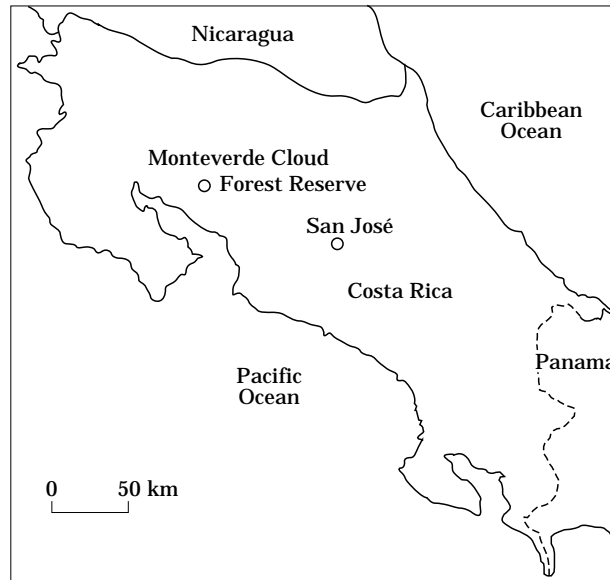 Nicaragua
Caribbean
Ocean
Monteverde Cloud
Forest Reserve
San José
Costa Rica
Panama
Pacific
Ocean
0 50 km